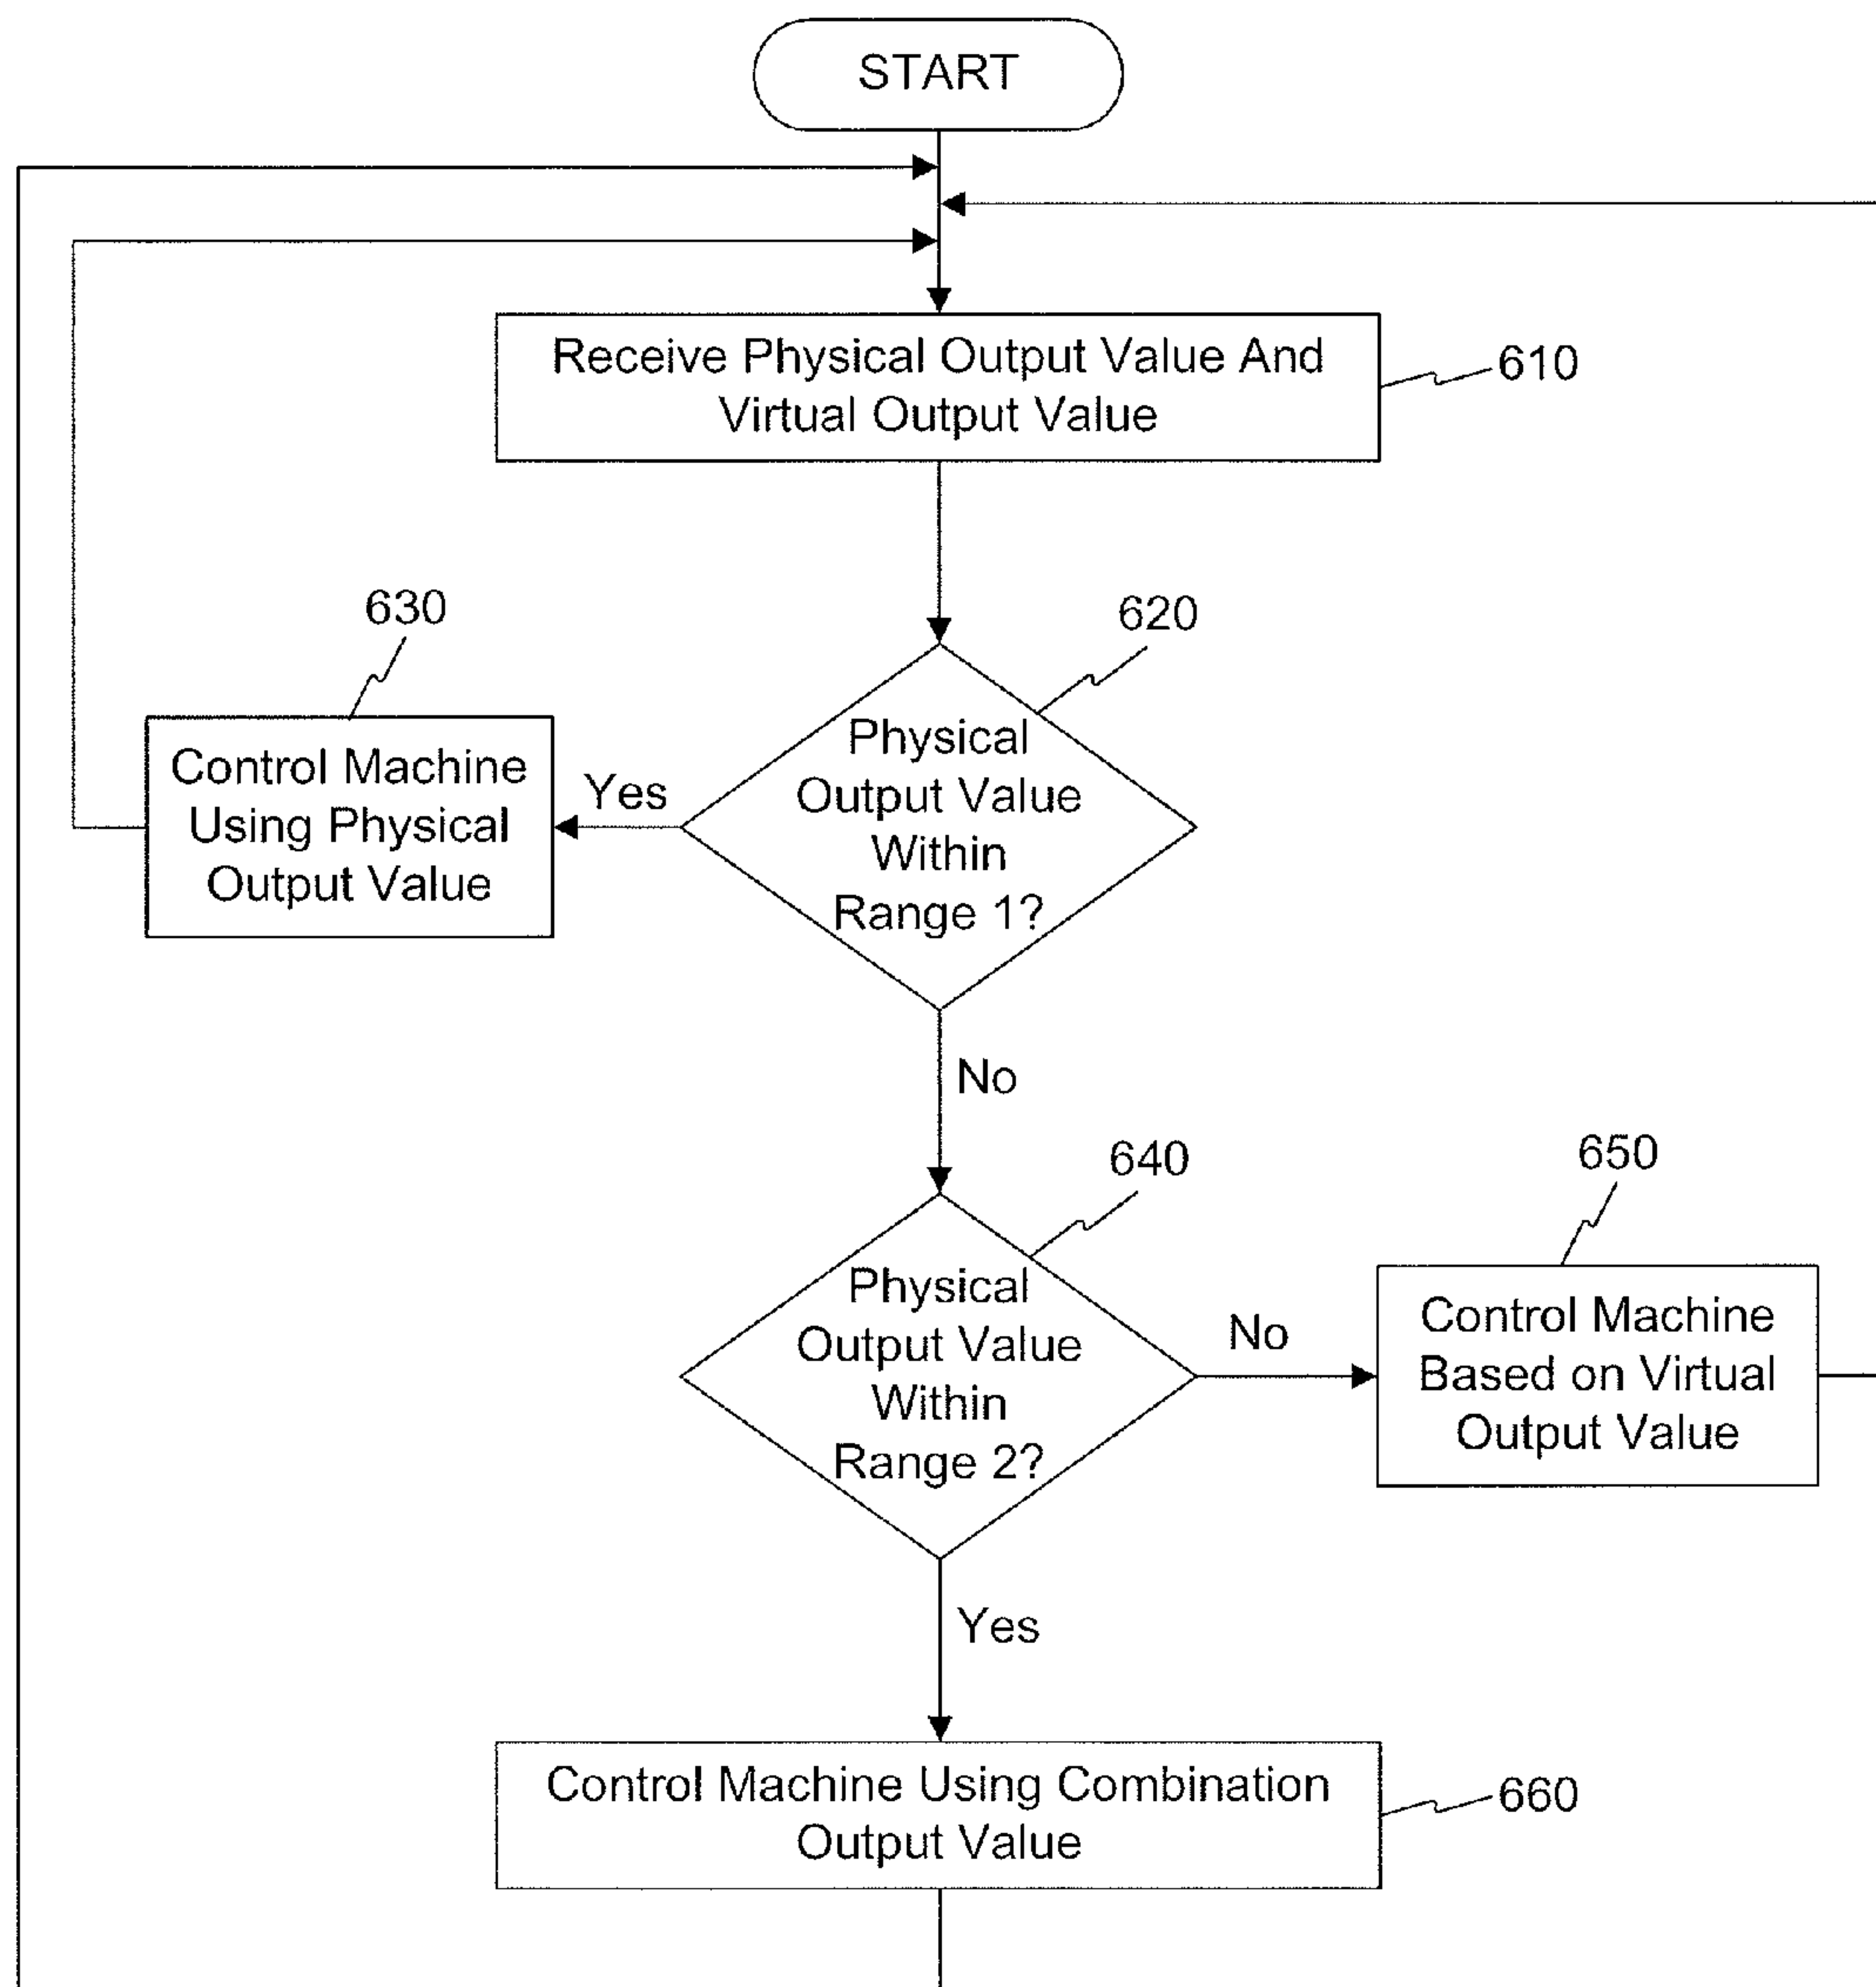 START
Receive Physical Output Value And
Virtual Output Value
610
630
620
Control Machine
Using Physical
Output Value
Yes
Physical
Output Value
Within
Range 1?
No
640
650
Physical
Output Value
Within
Range 2?
No
Control Machine
Based on Virtual
Output Value
Yes
Control Machine Using Combination
Output Value
660